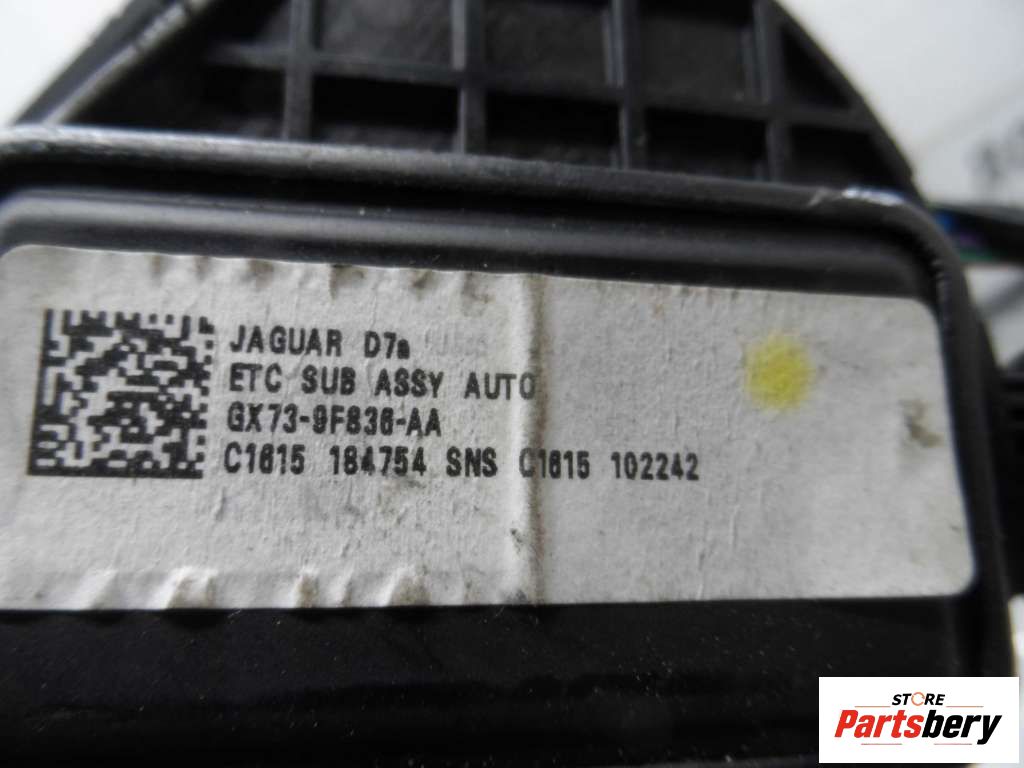 JAGUAR D7a
ETC SUB ASSY AUTO
GX73-9F836-AA
C1615 184754 SNS C1615 102242
STORE
Partsbery